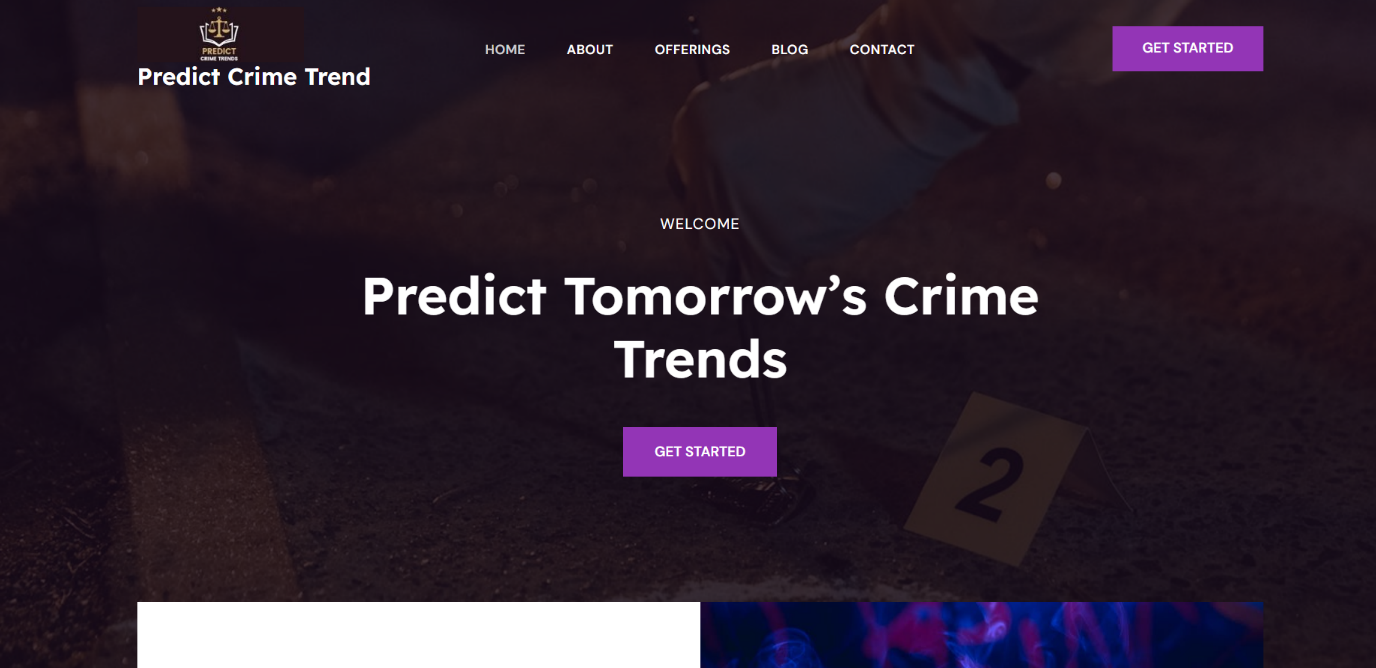 PREDICT
CRIME TRENDS
Predict Crime Trend
HOME ABOUT OFFERINGS BLOG CONTACT
GET STARTED
WELCOME
Predict Tomorrow’s Crime
Trends
GET STARTED
2